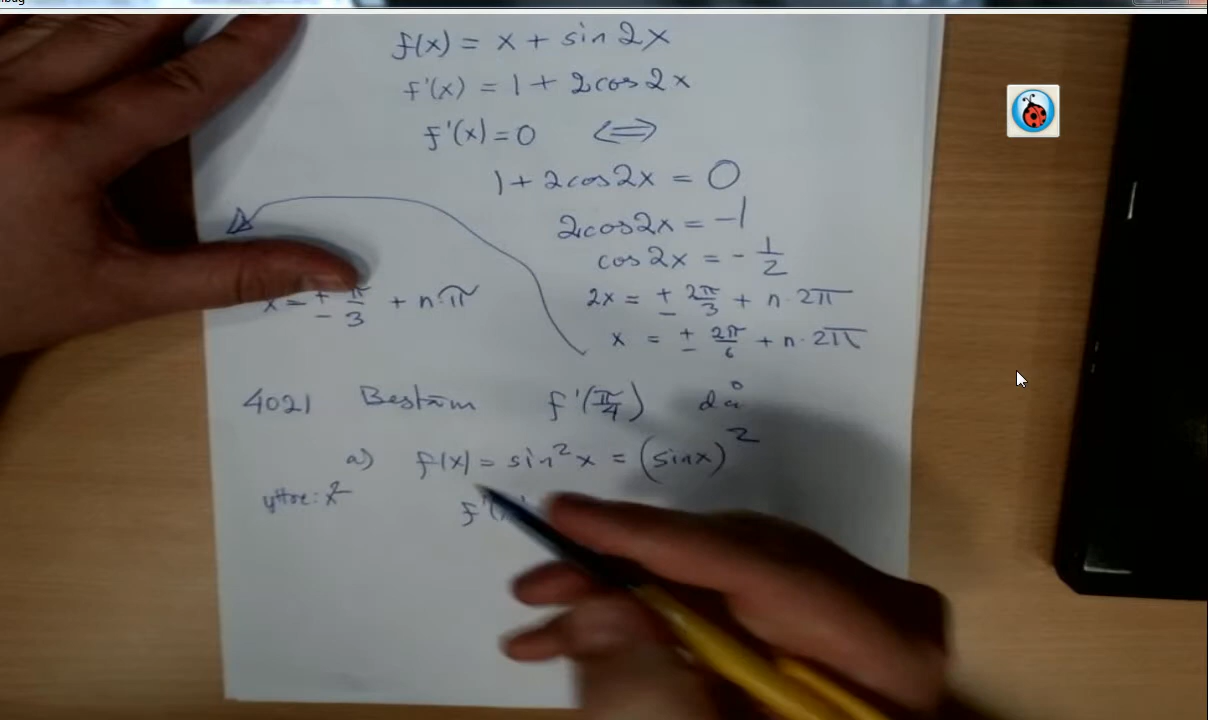 f(x) = x + sin 2x
f'(x) = 1 + 2cos 2x
f'(x) = 0 ⟺
1 + 2cos2x = 0
2cos2x = -1
cos 2x = - 1/2
2x = ± 2π/3 + n·2π
x = ± 2π/6 + n·2π
x = ± π/3 + n·π
4021 Bestäm f'(π/4) då
a) f(x) = sin²x = (sinx)²
yttre: x²